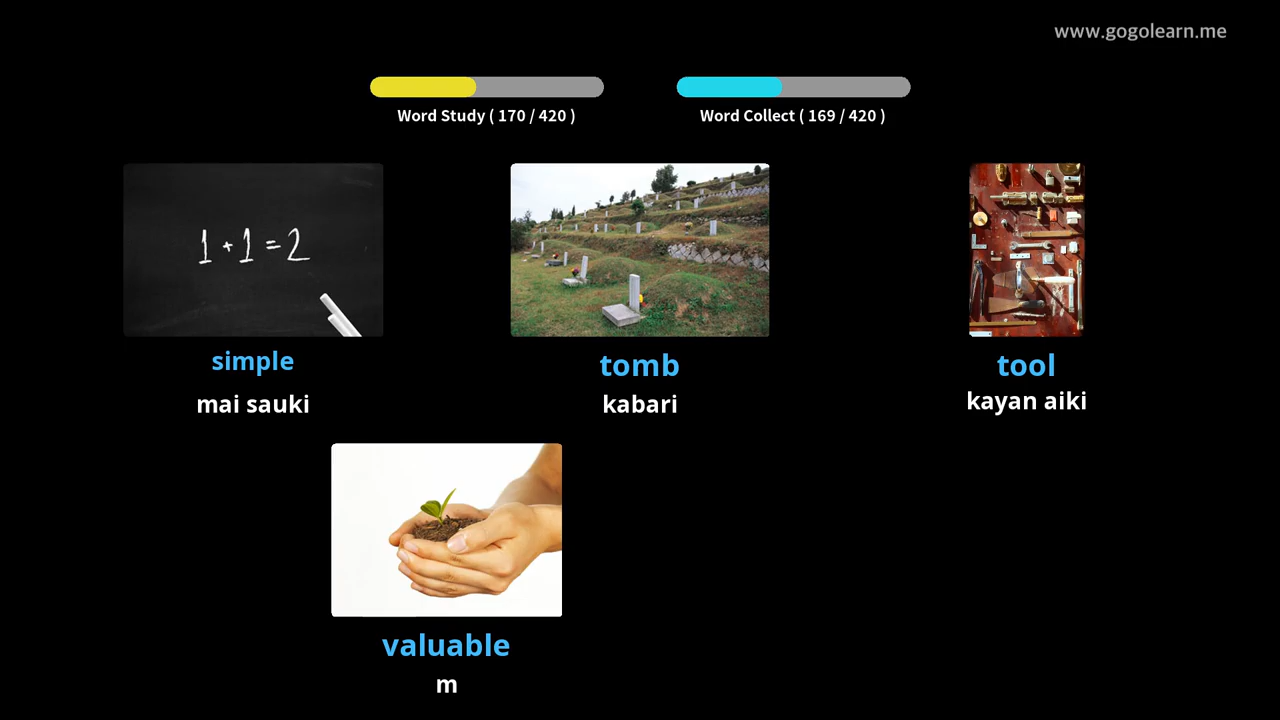 www.gogolearn.me
Word Study ( 170 / 420 )
Word Collect ( 169 / 420 )
1 + 1 = 2
simple
mai sauki
tomb
kabari
tool
kayan aiki
valuable
m